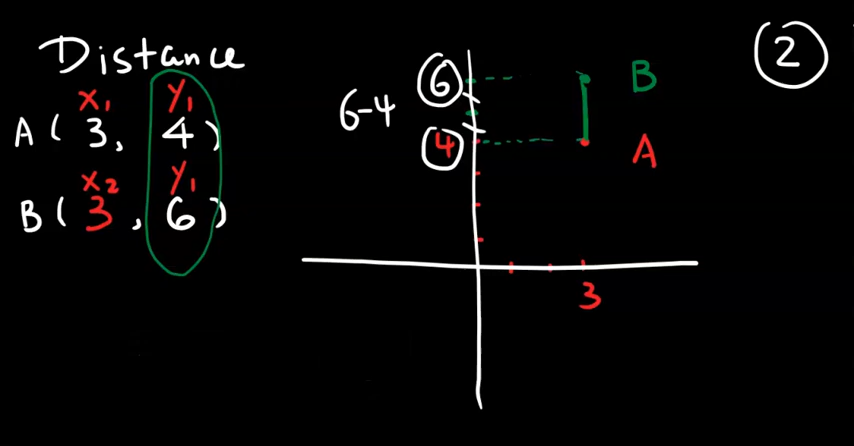 Distance
x₁ y₁
A ( 3, 4 )
x₂ y₁
B ( 3, 6 )
6
6-4
4
B
A
3
2